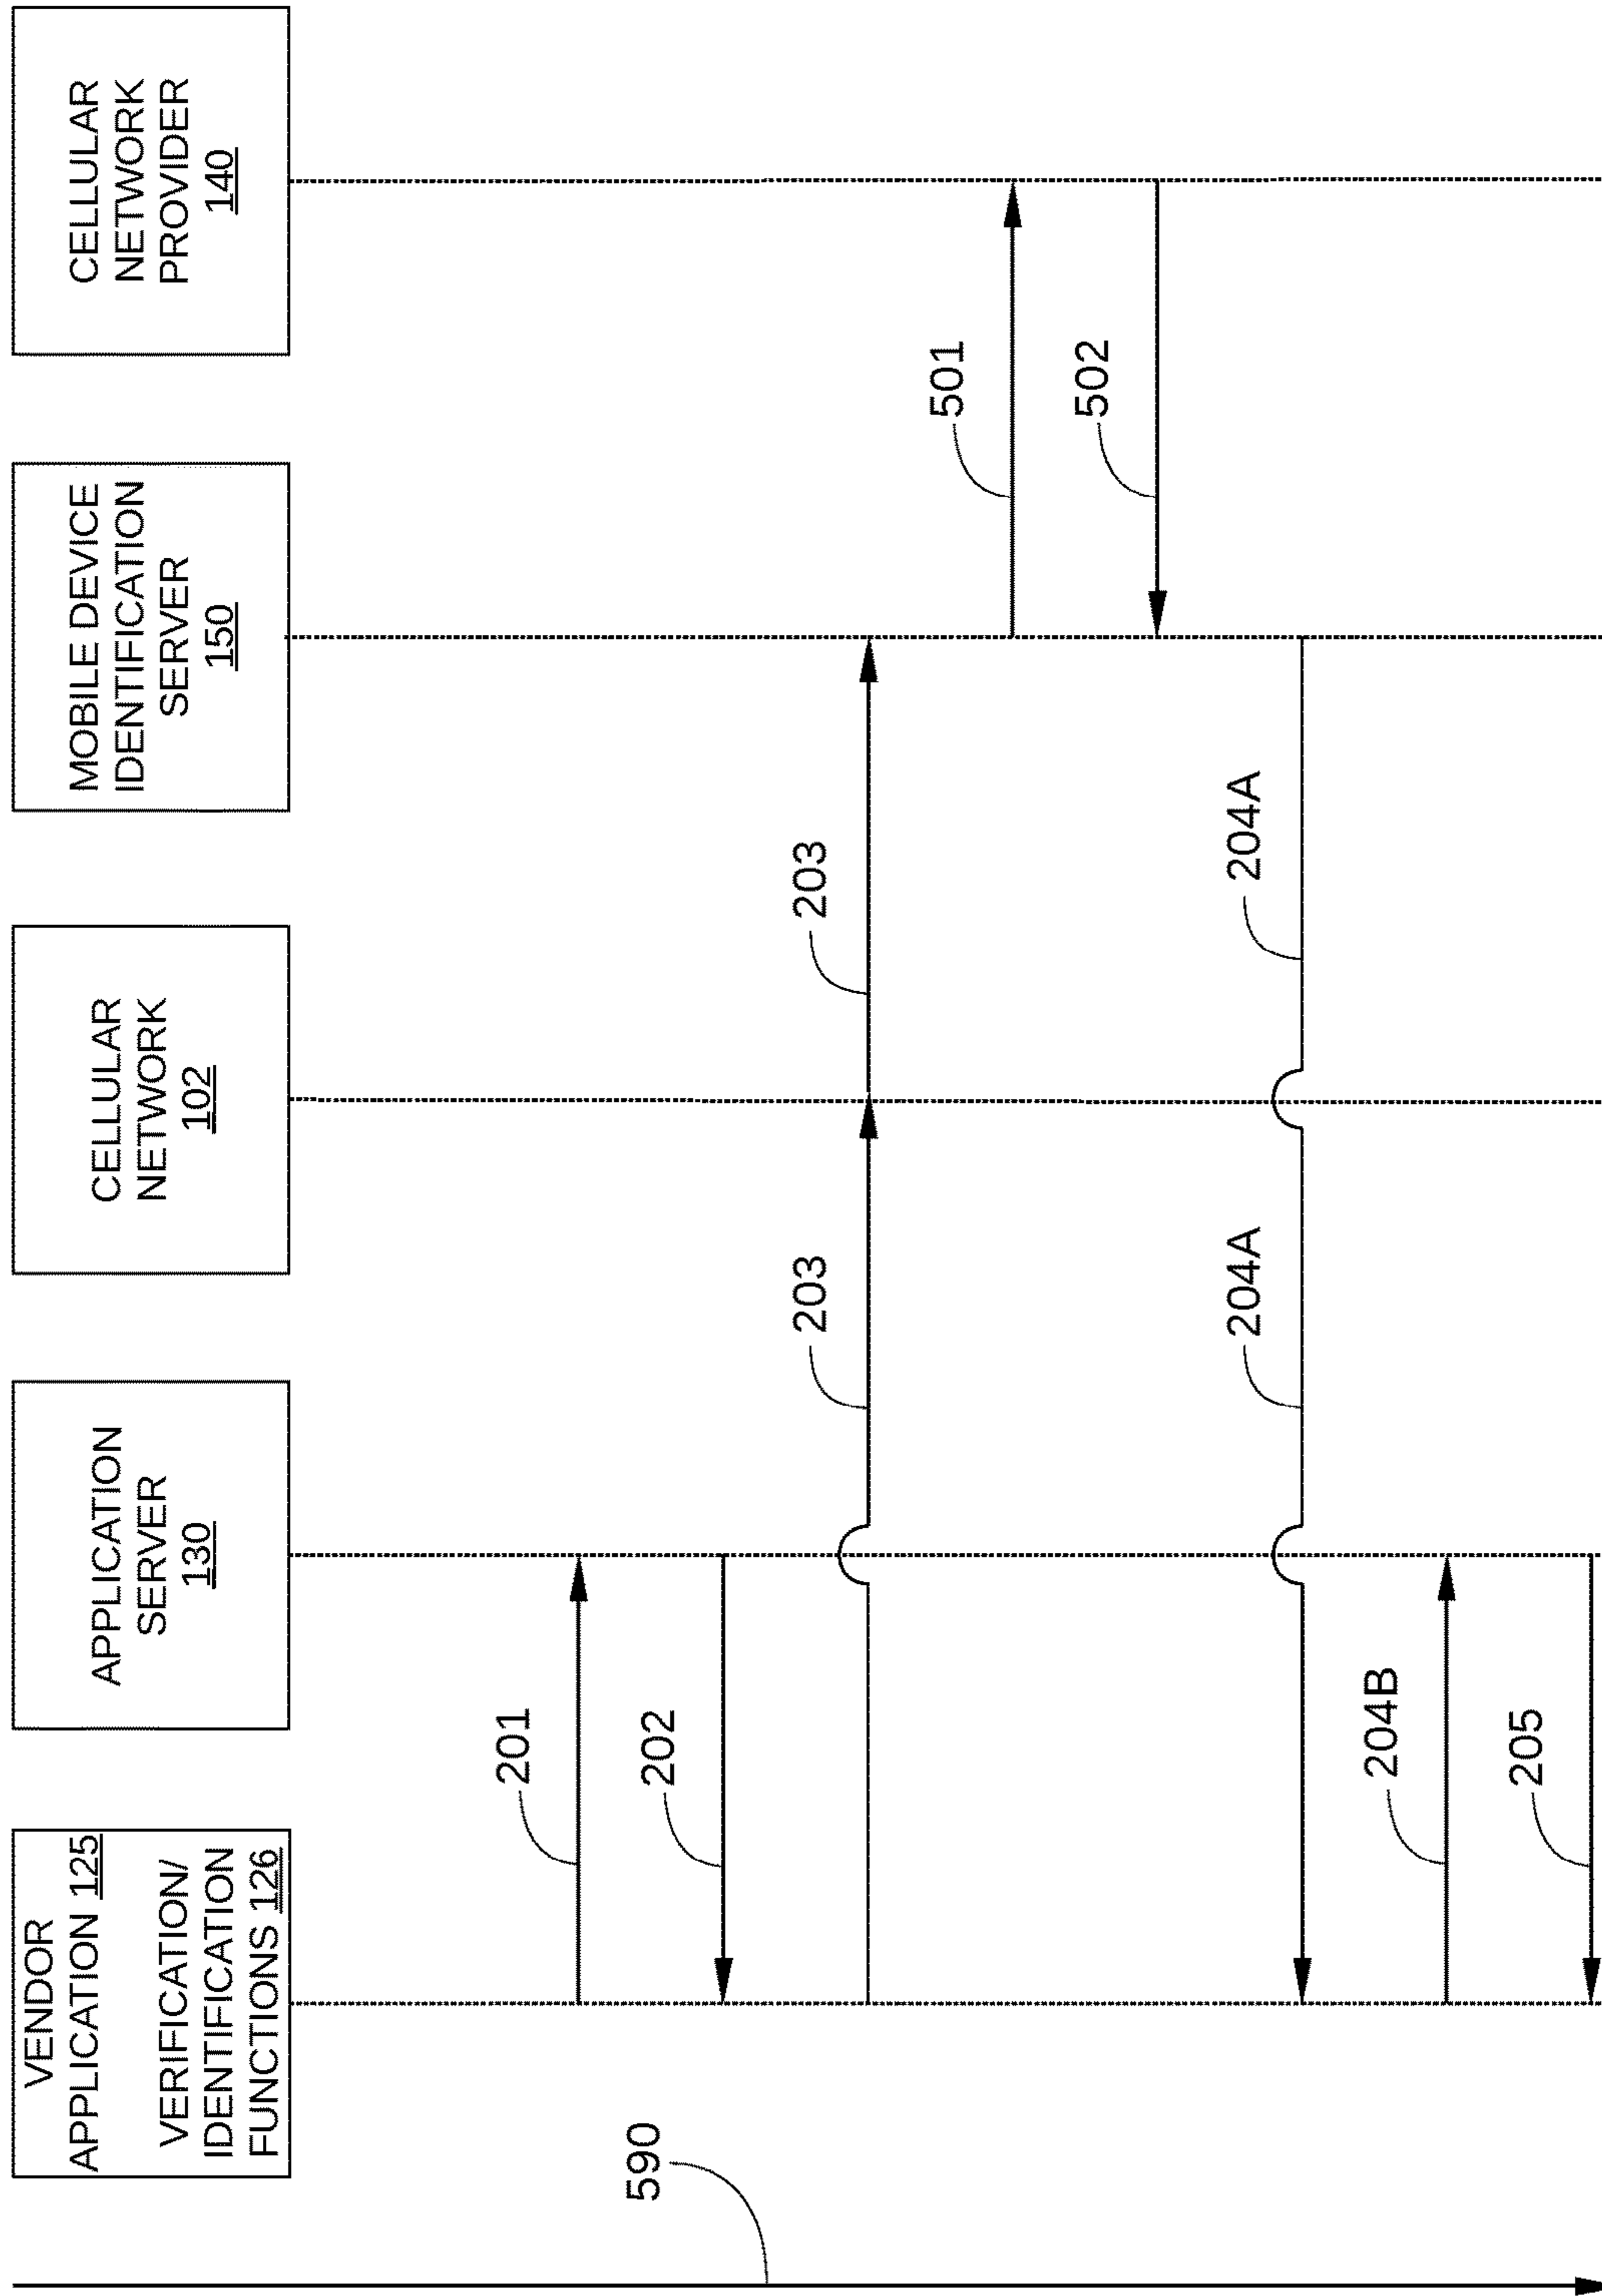 VENDOR
APPLICATION 125
VERIFICATION/
IDENTIFICATION
FUNCTIONS 126
APPLICATION
SERVER
130
CELLULAR
NETWORK
102
MOBILE DEVICE
IDENTIFICATION
SERVER
150
CELLULAR
NETWORK
PROVIDER
140
201
590
202
203
203
501
502
204A
204A
204B
205